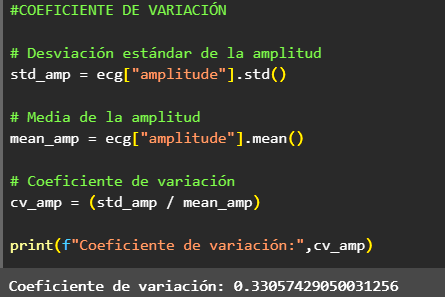 #COEFICIENTE DE VARIACIÓN
# Desviación estándar de la amplitud
std_amp = ecg["amplitude"].std()
# Media de la amplitud
mean_amp = ecg["amplitude"].mean()
# Coeficiente de variación
cv_amp = (std_amp / mean_amp)
print(f"Coeficiente de variación:",cv_amp)
Coeficiente de variación: 0.33057429050031256